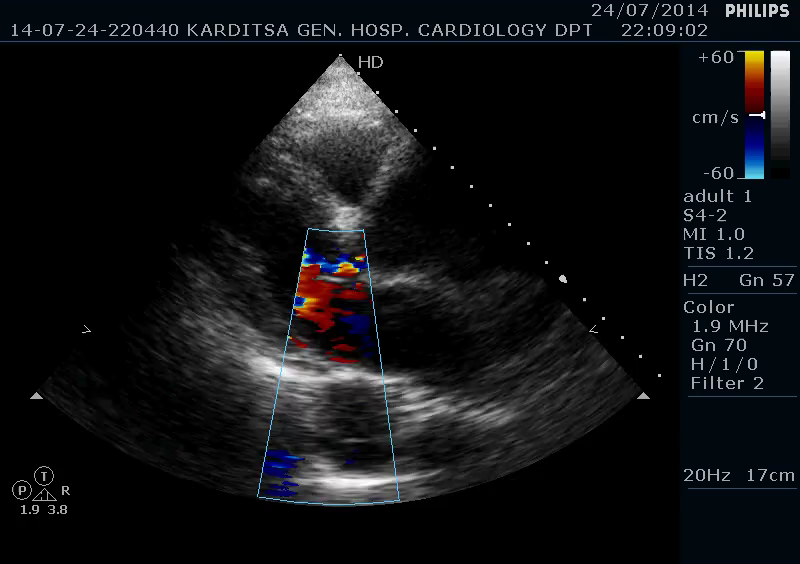 24/07/2014 PHILIPS
14-07-24-220440 KARDITSA GEN. HOSP. CARDIOLOGY DPT 22:09:02
HD
+60
cm/s
-60
adult 1
S4-2
MI 1.0
TIS 1.2
H2 Gn 57
Color
1.9 MHz
Gn 70
H/1/0
Filter 2
20Hz 17cm
T
P R
1.9 3.8